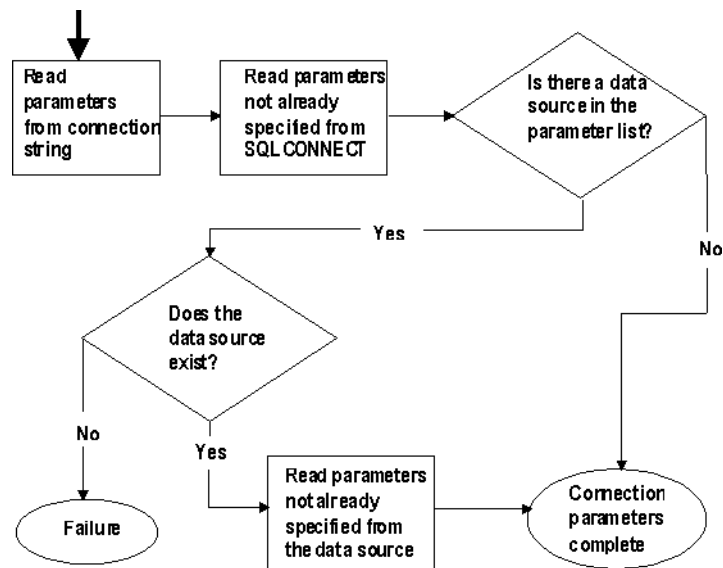 Read
parameters
from connection
string
Read parameters
not already
specified from
SQLCONNECT
Is there a data
source in the
parameter list?
Yes
No
Does the
data source
exist?
No
Yes
Failure
Read parameters
not already
specified from
the data source
Connection
parameters
complete